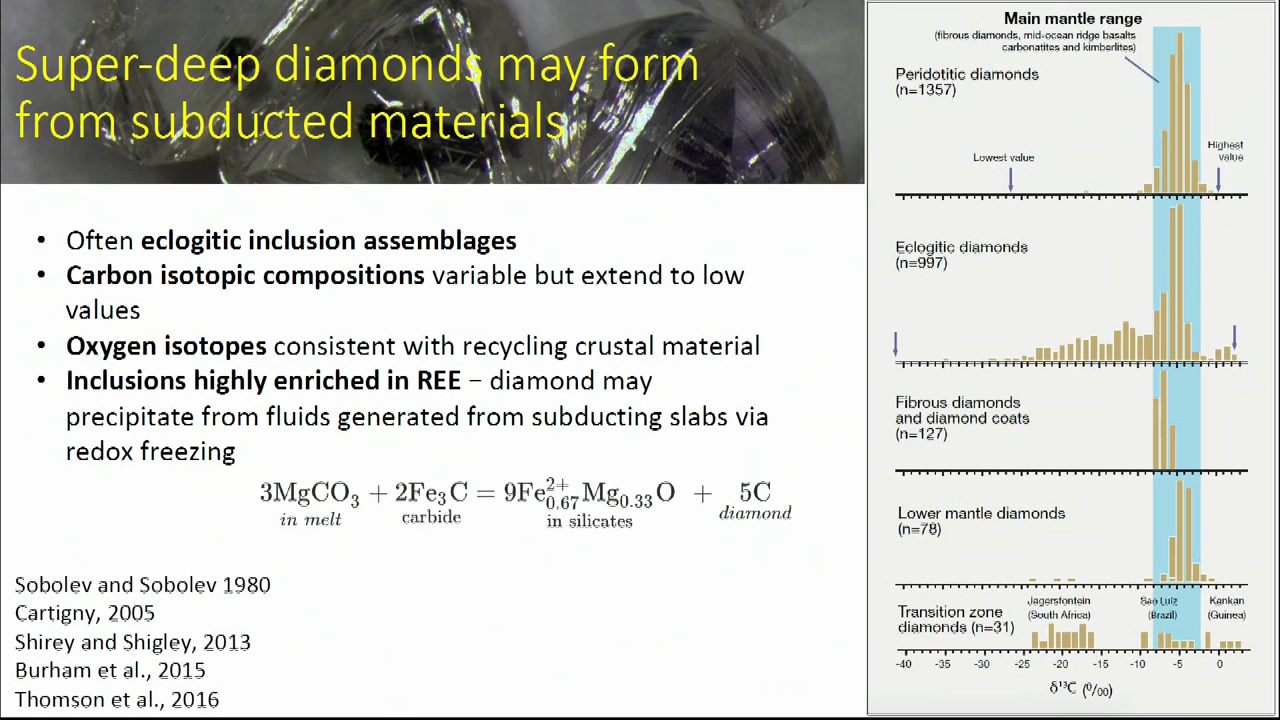 Super-deep diamonds may form
from subducted materials
• Often eclogitic inclusion assemblages
• Carbon isotopic compositions variable but extend to low
values
• Oxygen isotopes consistent with recycling crustal material
• Inclusions highly enriched in REE – diamond may
precipitate from fluids generated from subducting slabs via
redox freezing
3MgCO₃ + 2Fe₃C = 9Fe²⁺₀.₆₇Mg₀.₃₃O + 5C
in melt carbide in silicates diamond
Sobolev and Sobolev 1980
Cartigny, 2005
Shirey and Shigley, 2013
Burham et al., 2015
Thomson et al., 2016
Main mantle range
(fibrous diamonds, mid-ocean ridge basalts
carbonatites and kimberlites)
Peridotitic diamonds
(n=1357)
Lowest value
Highest
value
Eclogitic diamonds
(n=997)
Fibrous diamonds
and diamond coats
(n=127)
Lower mantle diamonds
(n=78)
Transition zone
diamonds (n=31)
Jagersfontein
(South Africa)
Sao Luiz
(Brazil)
Kankan
(Guinea)
-40 -35 -30 -25 -20 -15 -10 -5 0
δ¹³C (⁰/₀₀)